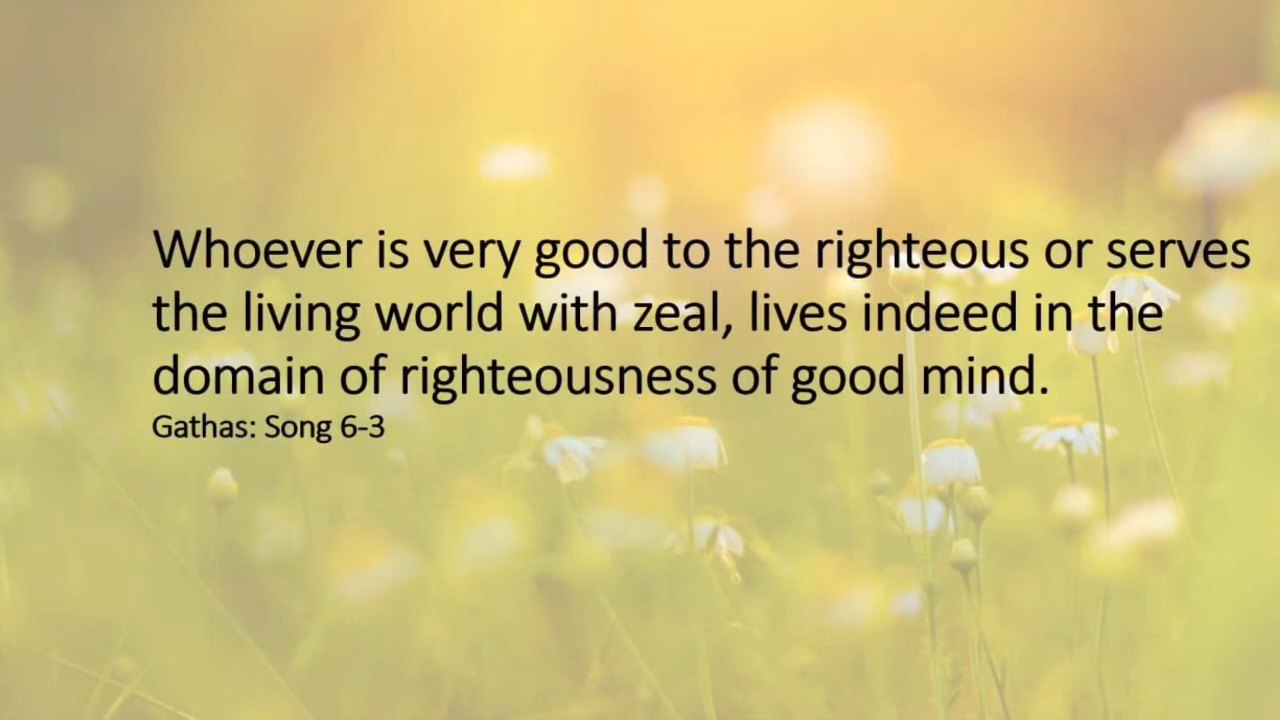 Whoever is very good to the righteous or serves
the living world with zeal, lives indeed in the
domain of righteousness of good mind.
Gathas: Song 6-3